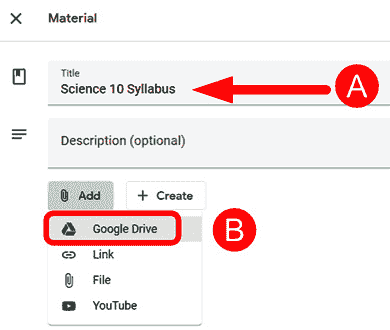 Material
Title
Science 10 Syllabus
A
Description (optional)
Add
+ Create
Google Drive
B
Link
File
YouTube